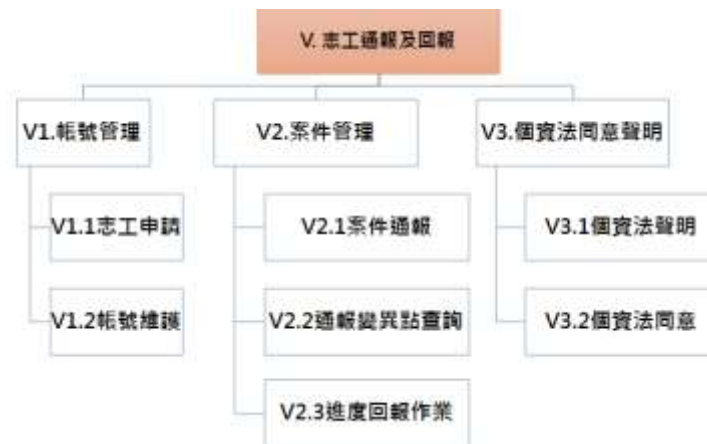 V. 志工通報及回報
V1.帳號管理
V2.案件管理
V3.個資法同意聲明
V1.1志工申請
V2.1案件通報
V3.1個資法聲明
V1.2帳號維護
V2.2通報變異點查詢
V3.2個資法同意
V2.3進度回報作業